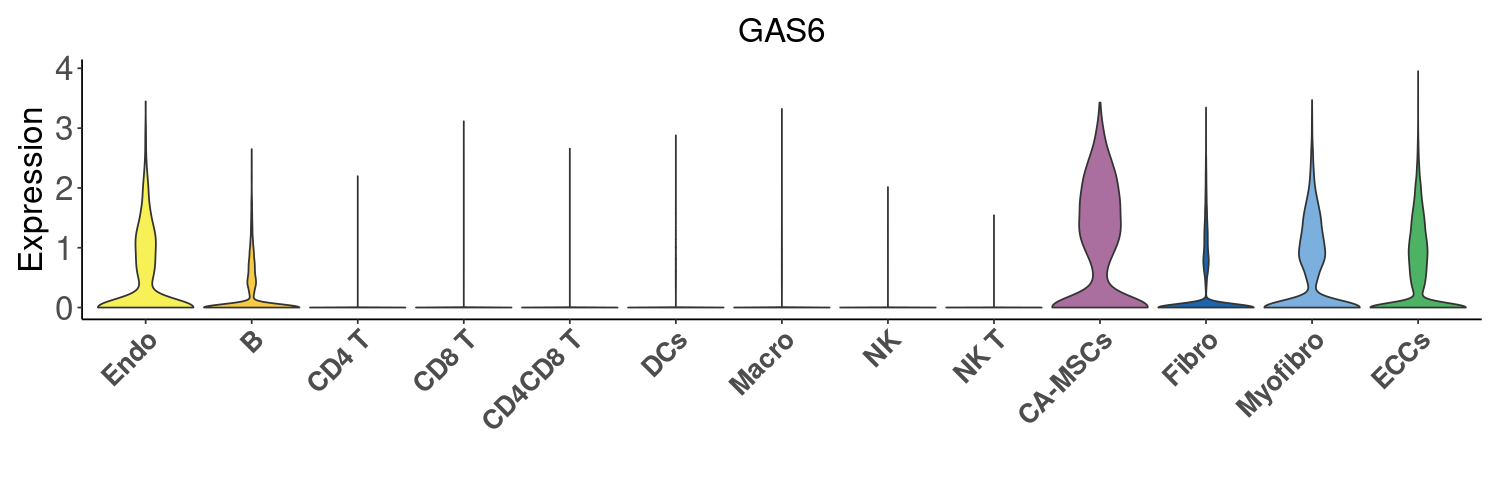 GAS6
Expression
4
3
2
1
0
Endo
B
CD4 T
CD8 T
CD4CD8 T
DCs
Macro
NK
NK T
CA-MSCs
Fibro
Myofibro
ECCs